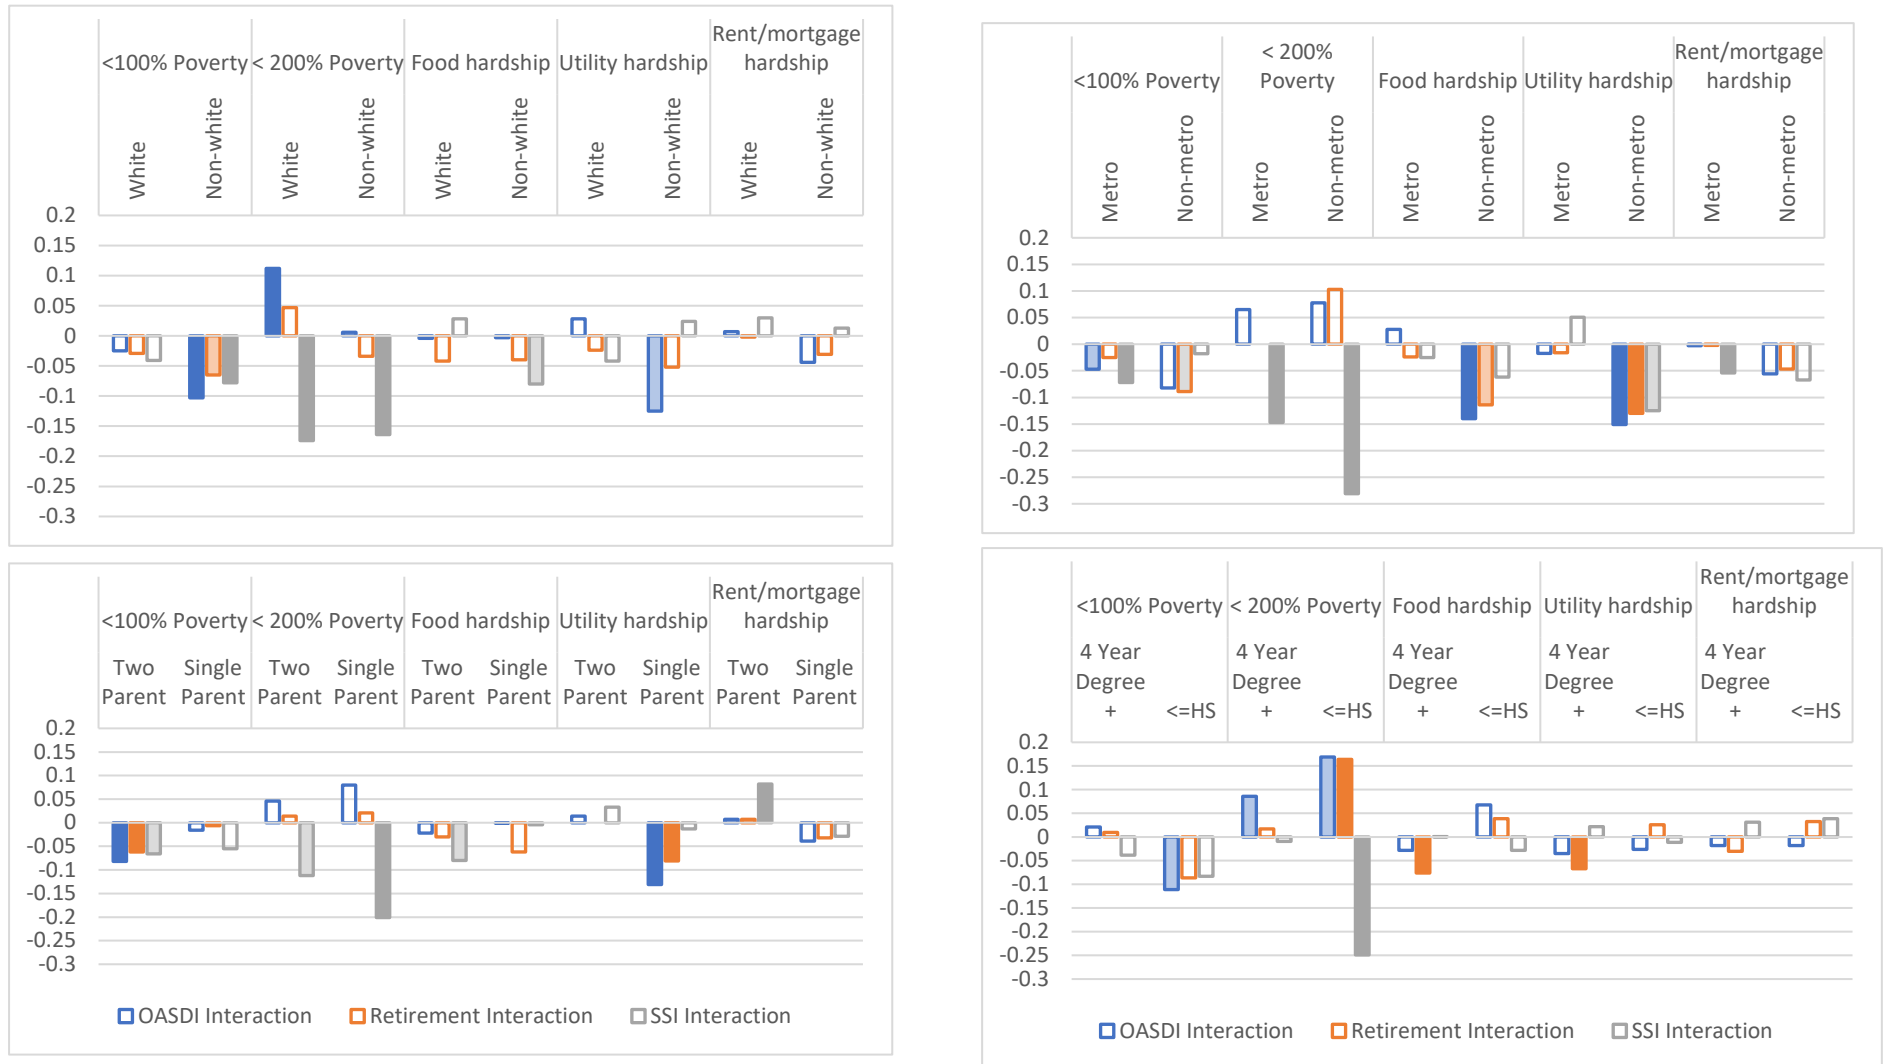 <100% Poverty < 200% Poverty Food hardship Utility hardship Rent/mortgage
hardship
White Non-white White Non-white White Non-white White Non-white White Non-white
0.2
0.15
0.1
0.05
0
-0.05
-0.1
-0.15
-0.2
-0.25
-0.3
<100% Poverty < 200%
Poverty Food hardship Utility hardship Rent/mortgage
hardship
Metro Non-metro Metro Non-metro Metro Non-metro Metro Non-metro Metro Non-metro
0.2
0.15
0.1
0.05
0
-0.05
-0.1
-0.15
-0.2
-0.25
-0.3
<100% Poverty < 200% Poverty Food hardship Utility hardship Rent/mortgage
hardship
Two Single Two Single Two Single Two Single Two Single
Parent Parent Parent Parent Parent Parent Parent Parent Parent Parent
0.2
0.15
0.1
0.05
0
-0.05
-0.1
-0.15
-0.2
-0.25
-0.3
OASDI Interaction Retirement Interaction SSI Interaction
<100% Poverty < 200% Poverty Food hardship Utility hardship Rent/mortgage
hardship
4 Year 4 Year 4 Year 4 Year 4 Year
Degree Degree Degree Degree Degree
+ <=HS + <=HS + <=HS + <=HS + <=HS
0.2
0.15
0.1
0.05
0
-0.05
-0.1
-0.15
-0.2
-0.25
-0.3
OASDI Interaction Retirement Interaction SSI Interaction